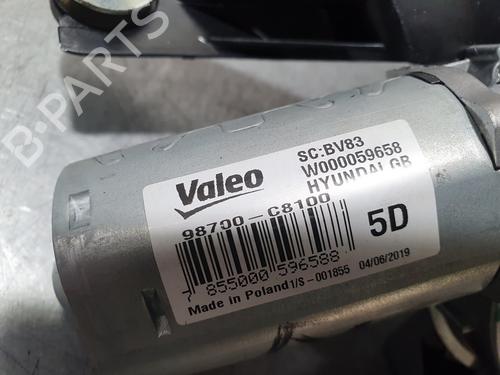 B-PARTS
Valeo
SC:BV83
W000059658
HYUNDAI GB
98700-C8100
5D
7 855000 596588
Made in Poland 1/S-001855 04/06/2019